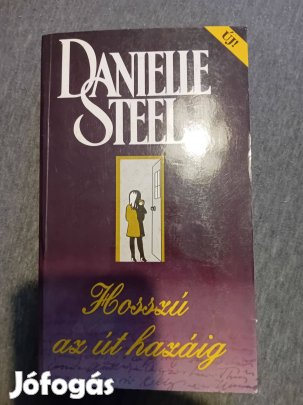 DANIELLE
STEEL
ÚJ!
Hosszú
az út hazáig
Jófogás